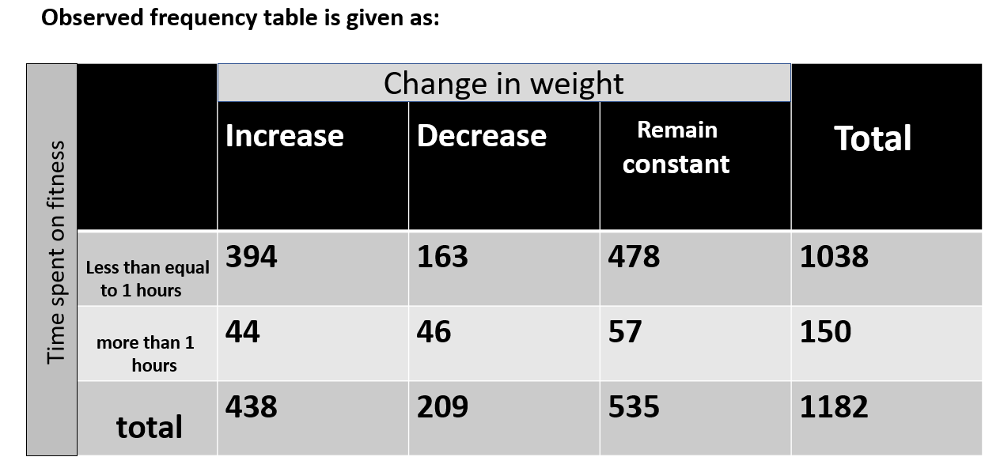 Observed frequency table is given as:
Change in weight
Increase Decrease Remain constant Total
Time spent on fitness
Less than equal to 1 hours 394 163 478 1038
more than 1 hours 44 46 57 150
total 438 209 535 1182